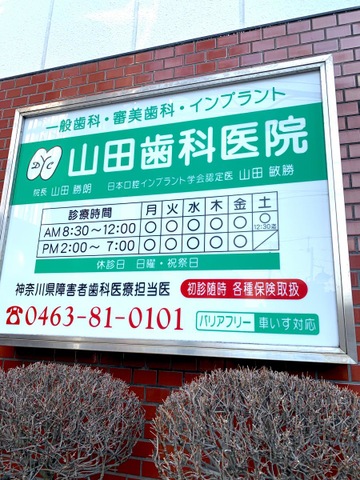 一般歯科・審美歯科・インプラント
DYC 山田歯科医院
院長 山田 勝朗 日本口腔インプラント学会認定医 山田 敏勝
診療時間 月 火 水 木 金 土
AM 8:30～12:00 ○ ○ ○ ○ ○ ○ 12:30迄
PM 2:00～ 7:00 ○ ○ ○ ○ ○
休診日 日曜・祝祭日
神奈川県障害者歯科医療担当医 初診随時 各種保険取扱
☎0463-81-0101 バリアフリー 車いす対応